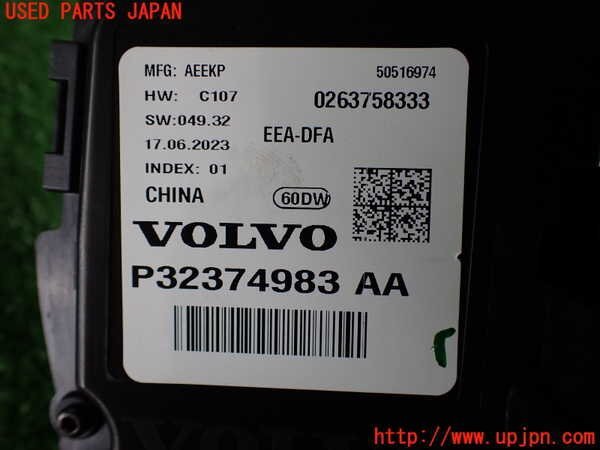 USED PARTS JAPAN
MFG: AEEKP 50516974
HW: C107 0263758333
SW:049.32
17.06.2023 EEA-DFA
INDEX: 01
CHINA 60DW
VOLVO
P32374983 AA
http://www.upjpn.com/